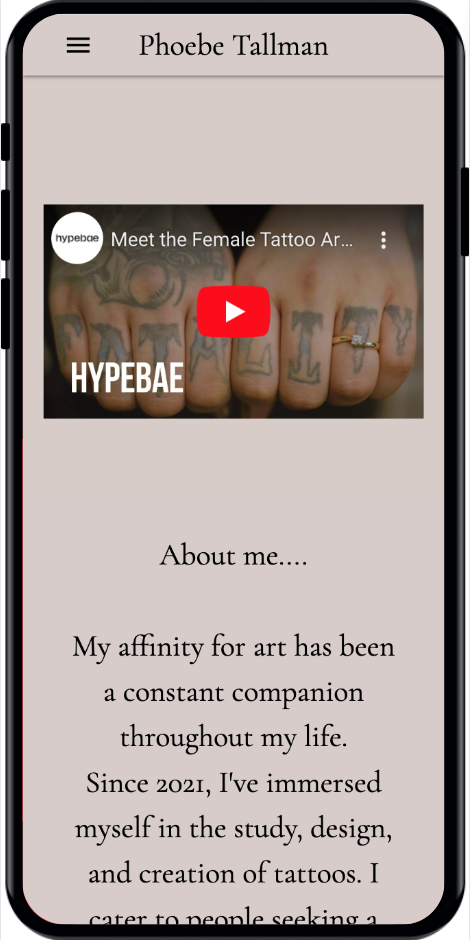 Phoebe Tallman
hypebae
Meet the Female Tattoo Ar...
FATALITY
HYPEBAE
About me....
My affinity for art has been
a constant companion
throughout my life.
Since 2021, I've immersed
myself in the study, design,
and creation of tattoos. I
cater to people seeking a